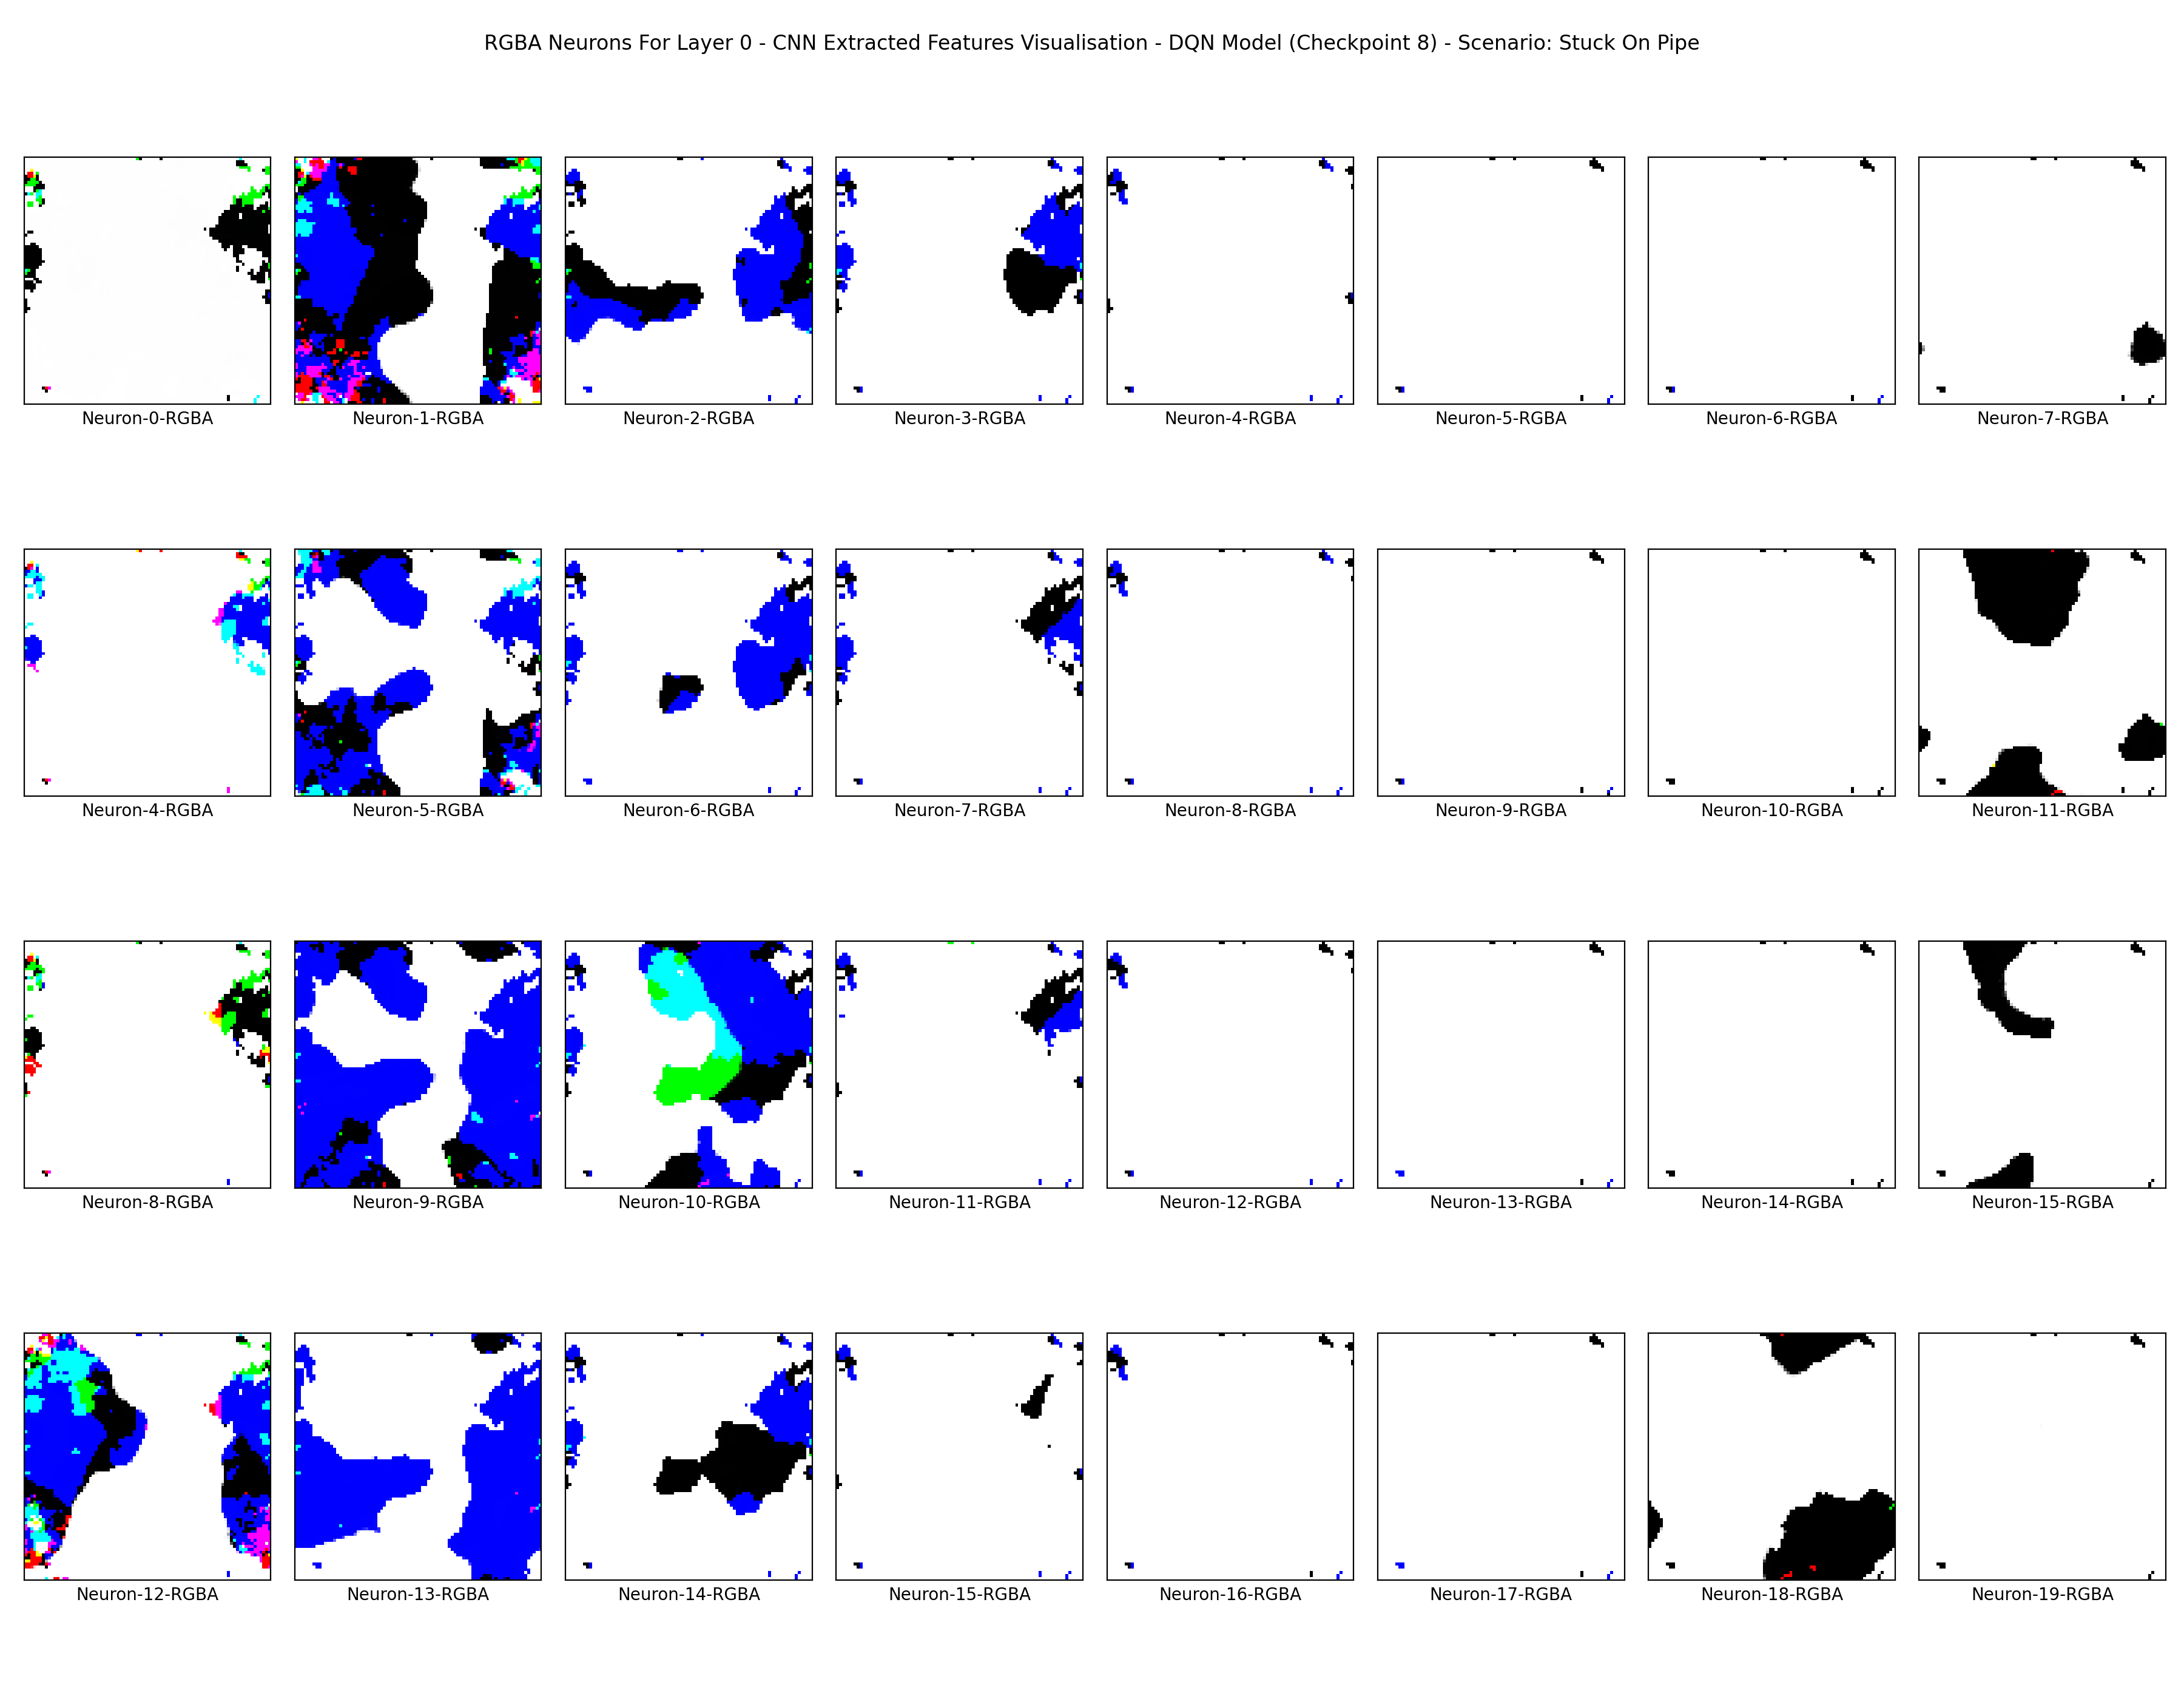 RGBA Neurons For Layer 0 - CNN Extracted Features Visualisation - DQN Model (Checkpoint 8) - Scenario: Stuck On Pipe
Neuron-0-RGBA
Neuron-1-RGBA
Neuron-2-RGBA
Neuron-3-RGBA
Neuron-4-RGBA
Neuron-5-RGBA
Neuron-6-RGBA
Neuron-7-RGBA
Neuron-4-RGBA
Neuron-5-RGBA
Neuron-6-RGBA
Neuron-7-RGBA
Neuron-8-RGBA
Neuron-9-RGBA
Neuron-10-RGBA
Neuron-11-RGBA
Neuron-8-RGBA
Neuron-9-RGBA
Neuron-10-RGBA
Neuron-11-RGBA
Neuron-12-RGBA
Neuron-13-RGBA
Neuron-14-RGBA
Neuron-15-RGBA
Neuron-12-RGBA
Neuron-13-RGBA
Neuron-14-RGBA
Neuron-15-RGBA
Neuron-16-RGBA
Neuron-17-RGBA
Neuron-18-RGBA
Neuron-19-RGBA